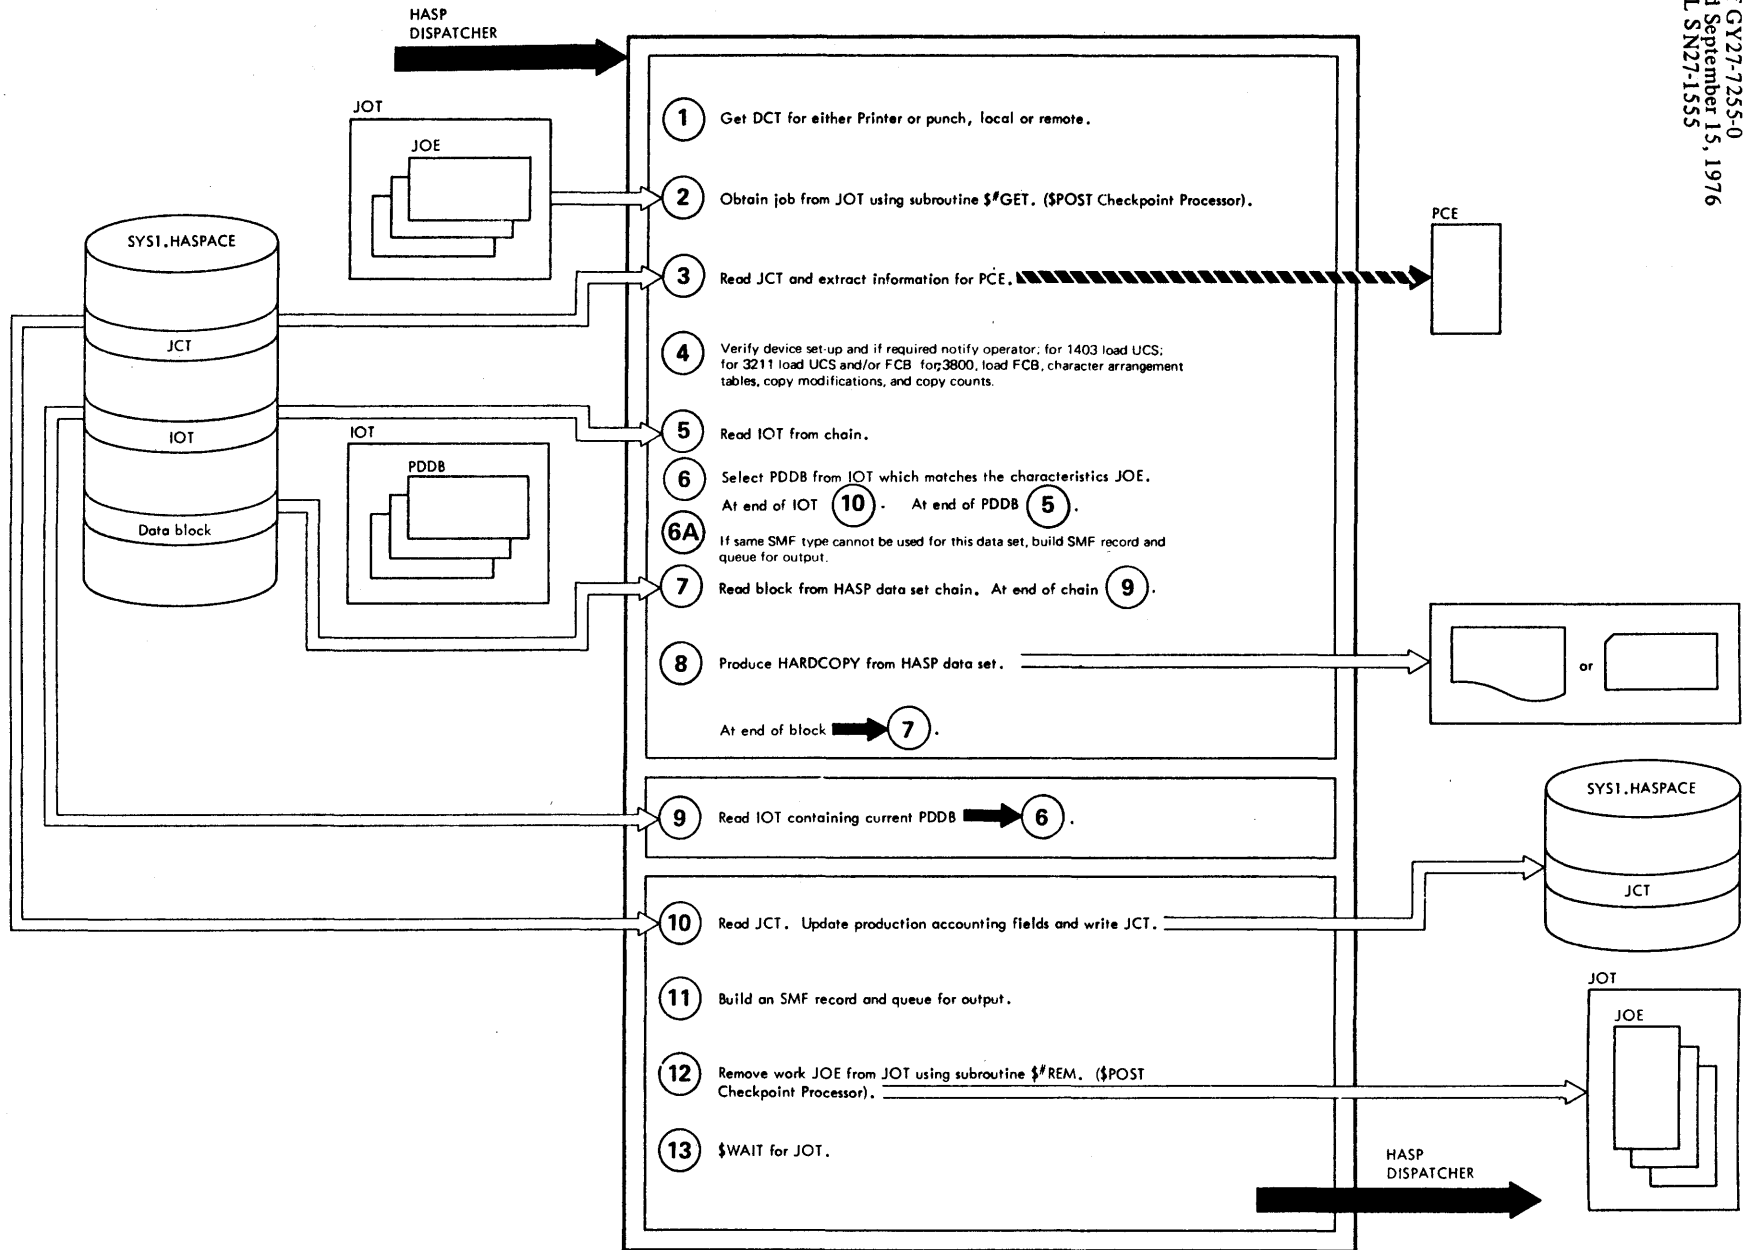 GY27-7255-0
September 15, 1976
SN27-1555
HASP
DISPATCHER
JOT
JOE
SYS1.HASPACE
JCT
IOT
Data block
IOT
PDDB
1 Get DCT for either Printer or punch, local or remote.
2 Obtain job from JOT using subroutine $#GET. ($POST Checkpoint Processor).
3 Read JCT and extract information for PCE.
PCE
4 Verify device set-up and if required notify operator; for 1403 load UCS;
for 3211 load UCS and/or FCB for;3800, load FCB, character arrangement
tables, copy modifications, and copy counts.
5 Read IOT from chain.
6 Select PDDB from IOT which matches the characteristics JOE.
At end of IOT 10. At end of PDDB 5.
6A If same SMF type cannot be used for this data set, build SMF record and
queue for output.
7 Read block from HASP data set chain. At end of chain 9.
8 Produce HARDCOPY from HASP data set.
or
At end of block 7.
9 Read IOT containing current PDDB 6.
SYS1.HASPACE
JCT
10 Read JCT. Update production accounting fields and write JCT.
11 Build an SMF record and queue for output.
12 Remove work JOE from JOT using subroutine $#REM. ($POST
Checkpoint Processor).
JOT
JOE
13 $WAIT for JOT.
HASP
DISPATCHER